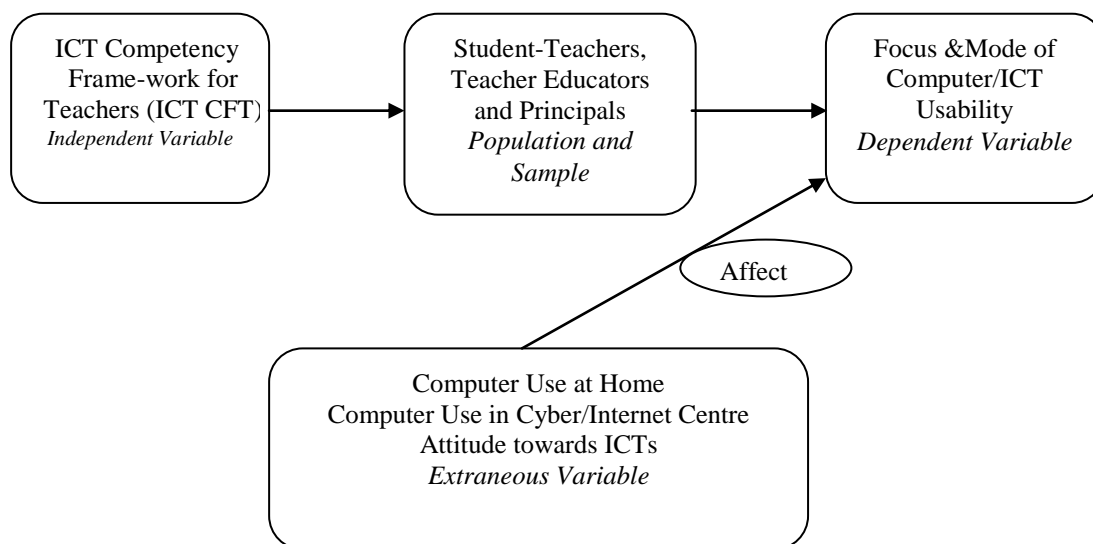 ICT Competency
Frame-work for
Teachers (ICT CFT)
Independent Variable
Student-Teachers,
Teacher Educators
and Principals
Population and
Sample
Focus &Mode of
Computer/ICT
Usability
Dependent Variable
Affect
Computer Use at Home
Computer Use in Cyber/Internet Centre
Attitude towards ICTs
Extraneous Variable